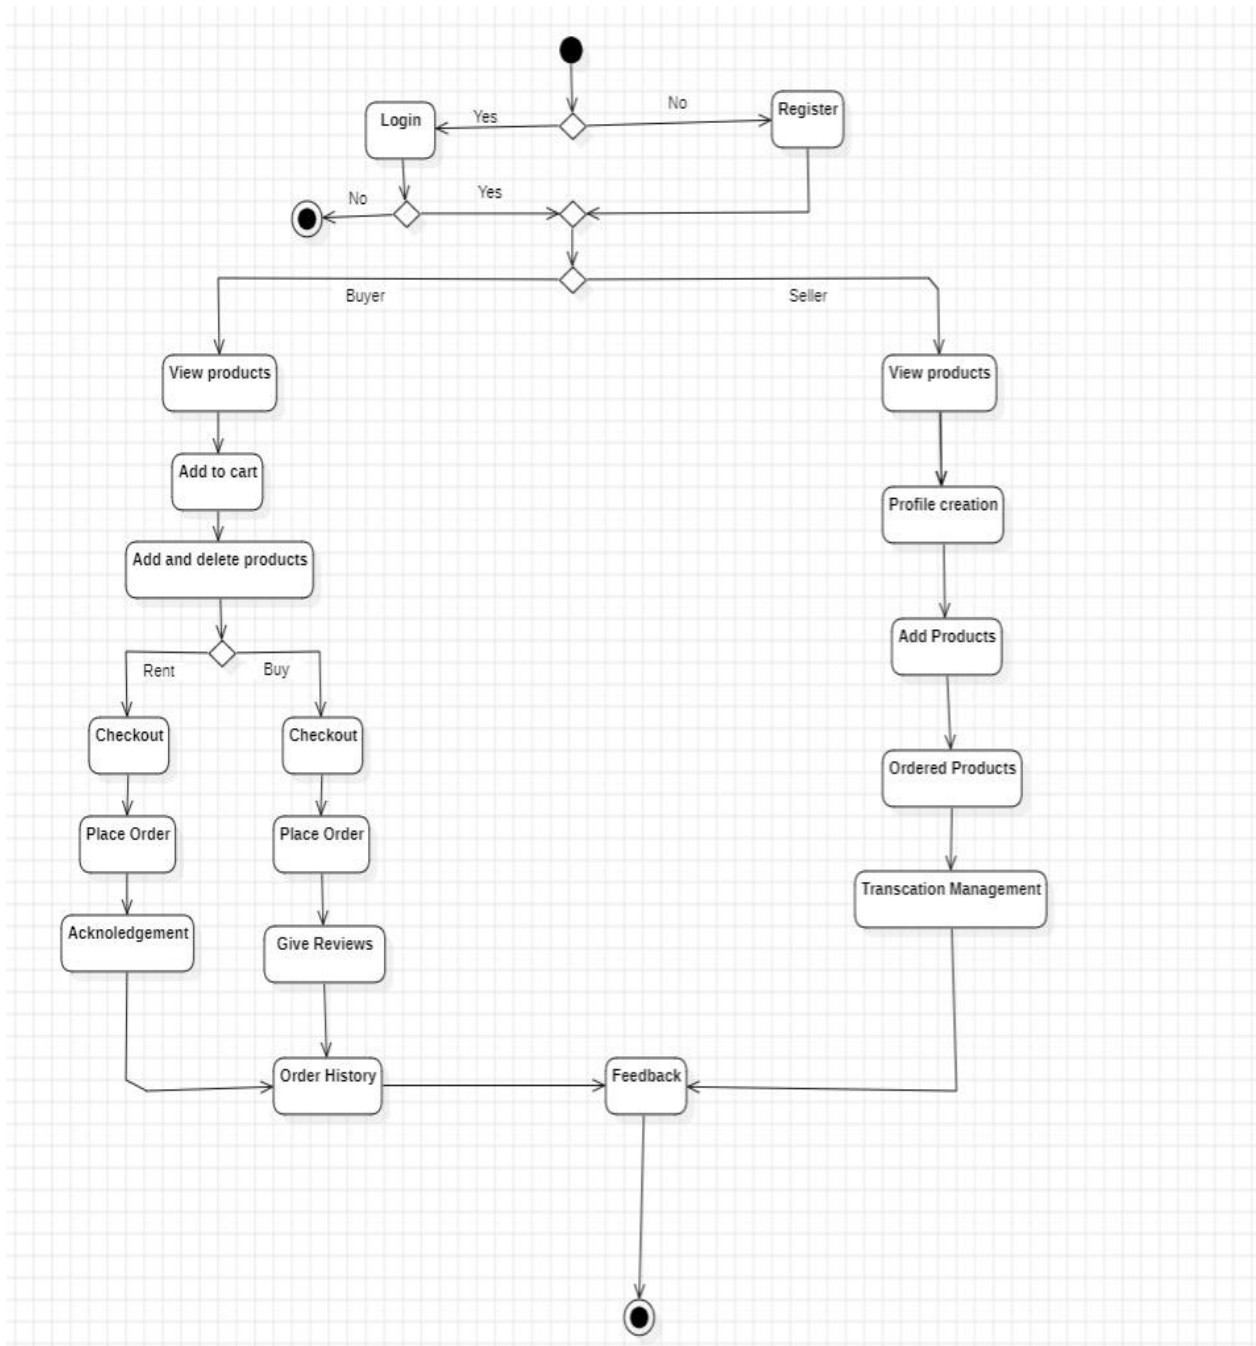 No
Register
Login
Yes
No
Yes
Buyer
Seller
View products
View products
Add to cart
Profile creation
Add and delete products
Add Products
Rent
Buy
Checkout
Checkout
Ordered Products
Place Order
Place Order
Transcation Management
Acknoledgement
Give Reviews
Order History
Feedback